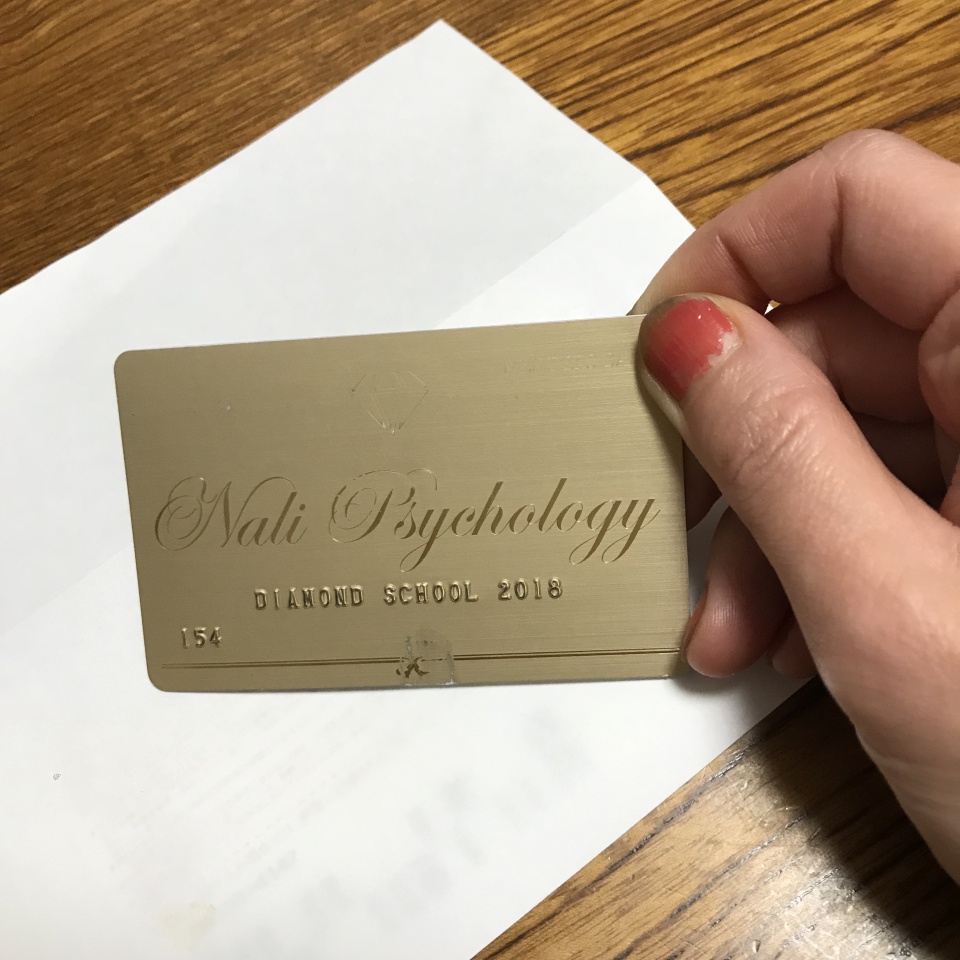 Nali Psychology
DIAMOND SCHOOL 2018
154